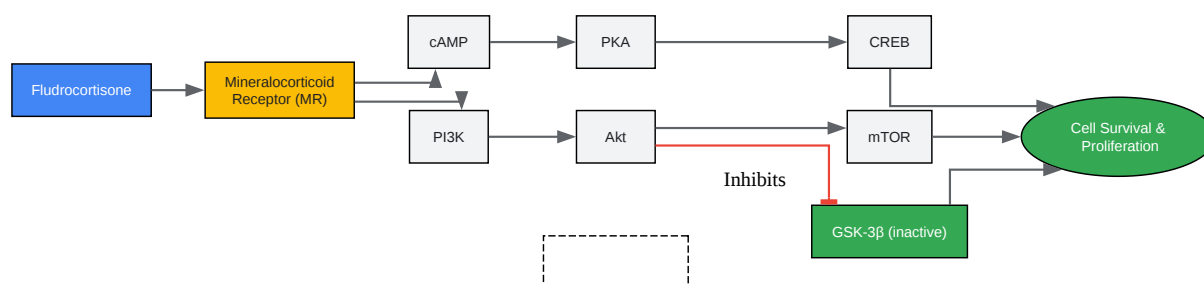 cAMP
PKA
CREB
Fludrocortisone
Mineralocorticoid
Receptor (MR)
PI3K
Akt
mTOR
Cell Survival &
Proliferation
Inhibits
GSK-3β (inactive)